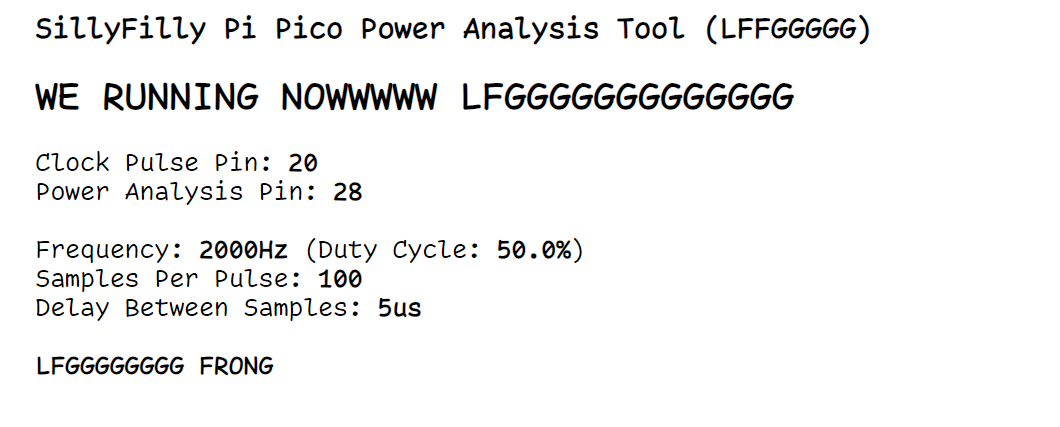 SillyFilly Pi Pico Power Analysis Tool (LFFGGGGG)
WE RUNNING NOWWWWW LFGGGGGGGGGGGGG
Clock Pulse Pin: 20
Power Analysis Pin: 28
Frequency: 2000Hz (Duty Cycle: 50.0%)
Samples Per Pulse: 100
Delay Between Samples: 5us
LFGGGGGGGG FRONG